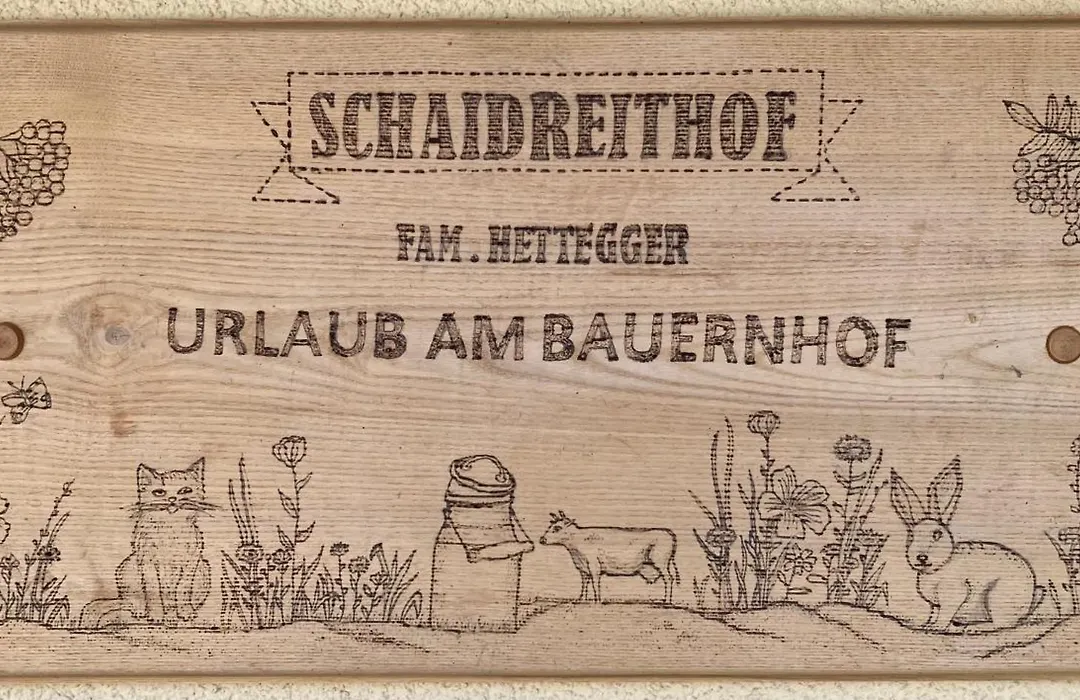 SCHAIDREITHOF
FAM. HETTEGGER
URLAUB AM BAUERNHOF